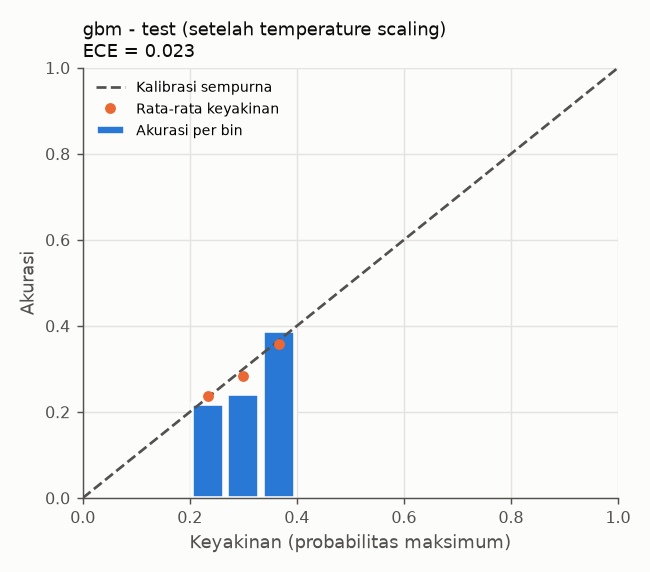 gbm - test (setelah temperature scaling)
ECE = 0.023
1.0
0.8
0.6
0.4
0.2
0.0
Akurasi
Kalibrasi sempurna
Rata-rata keyakinan
Akurasi per bin
0.0 0.2 0.4 0.6 0.8 1.0
Keyakinan (probabilitas maksimum)